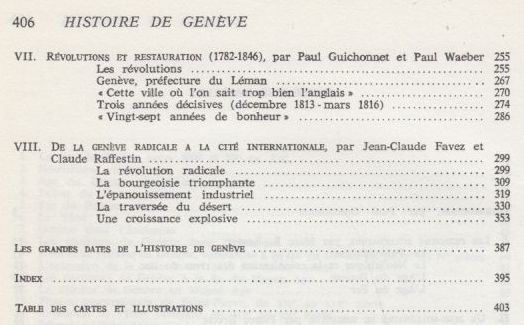 406 HISTOIRE DE GENÈVE
VII. RÉVOLUTIONS ET RESTAURATION (1782-1846), par Paul Guichonnet et Paul Waeber 255
Les révolutions 255
Genève, préfecture du Léman 267
« Cette ville où l'on sait trop bien l'anglais » 270
Trois années décisives (décembre 1813 - mars 1816) 274
« Vingt-sept années de bonheur » 286
VIII. DE LA GENÈVE RADICALE A LA CITÉ INTERNATIONALE, par Jean-Claude Favez et
Claude Raffestin 299
La révolution radicale 299
La bourgeoisie triomphante 309
L'épanouissement industriel 319
La traversée du désert 330
Une croissance explosive 353
LES GRANDES DATES DE L'HISTOIRE DE GENÈVE 387
INDEX 395
TABLE DES CARTES ET ILLUSTRATIONS 403